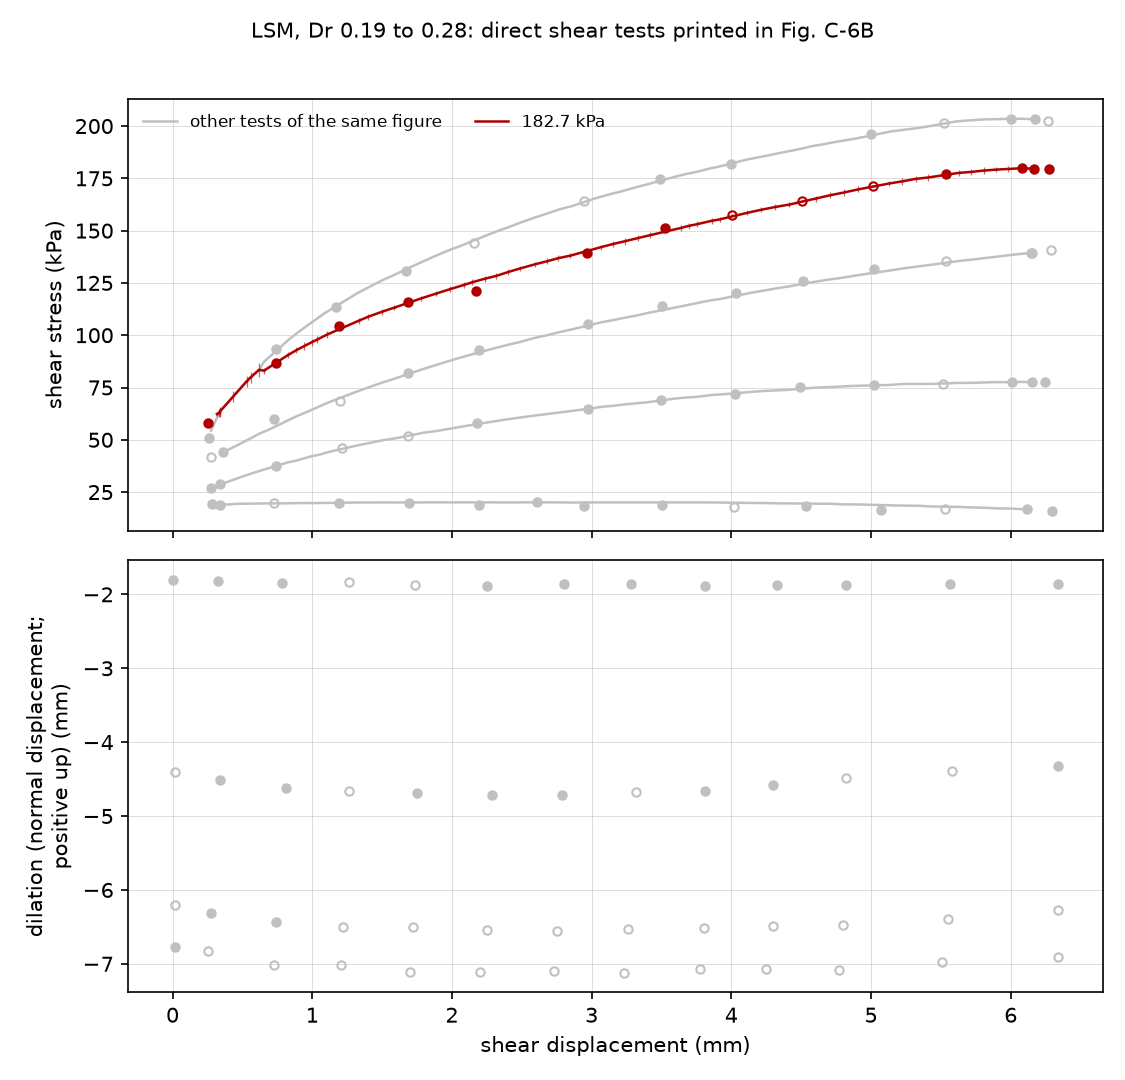 LSM, Dr 0.19 to 0.28: direct shear tests printed in Fig. C-6B
other tests of the same figure
182.7 kPa
200
175
150
125
100
75
50
25
shear stress (kPa)
−2
−3
−4
−5
−6
−7
dilation (normal displacement;
positive up) (mm)
0 1 2 3 4 5 6
shear displacement (mm)